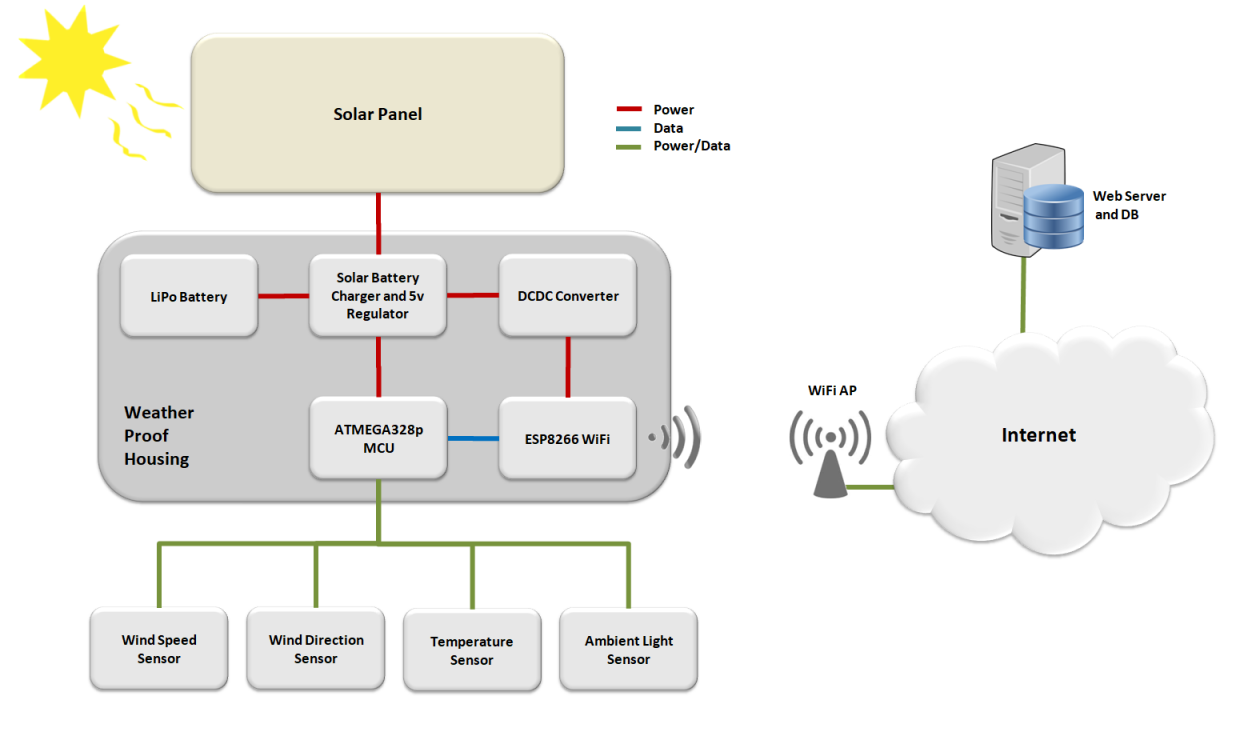 Solar Panel
Power
Data
Power/Data
Web Server
and DB
LiPo Battery
Solar Battery
Charger and 5v
Regulator
DCDC Converter
Weather
Proof
Housing
ATMEGA328p
MCU
ESP8266 WiFi
WiFi AP
Internet
Wind Speed
Sensor
Wind Direction
Sensor
Temperature
Sensor
Ambient Light
Sensor